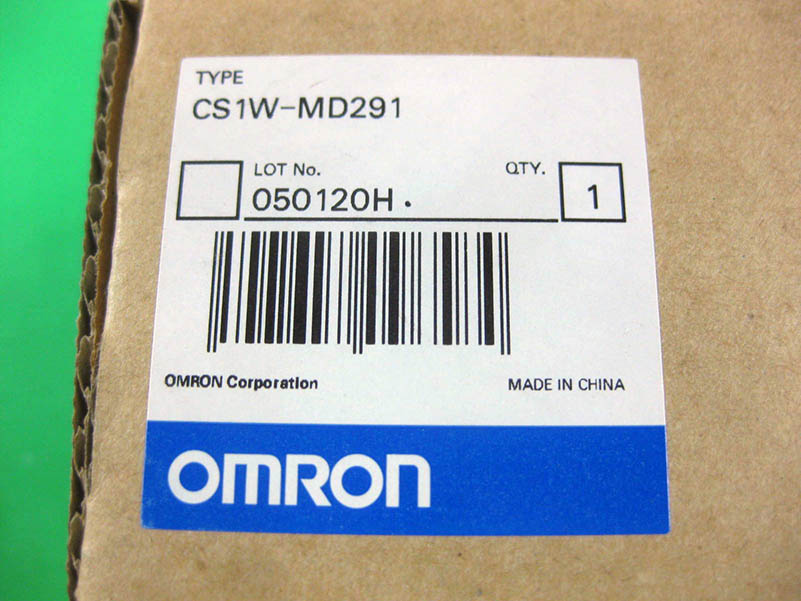 TYPE
CS1W-MD291
LOT No. QTY.
050120H. 1
OMRON Corporation MADE IN CHINA
OMRON